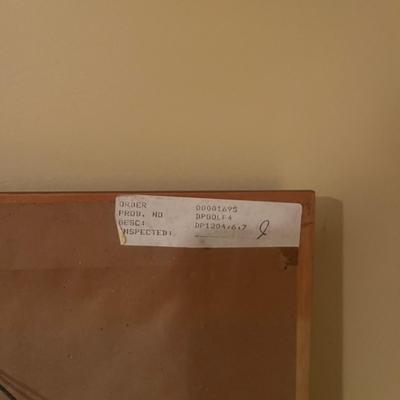 ORDER 00001695
PROD. NO DPGOLF4
DESC: DP1204,6,7
INSPECTED: